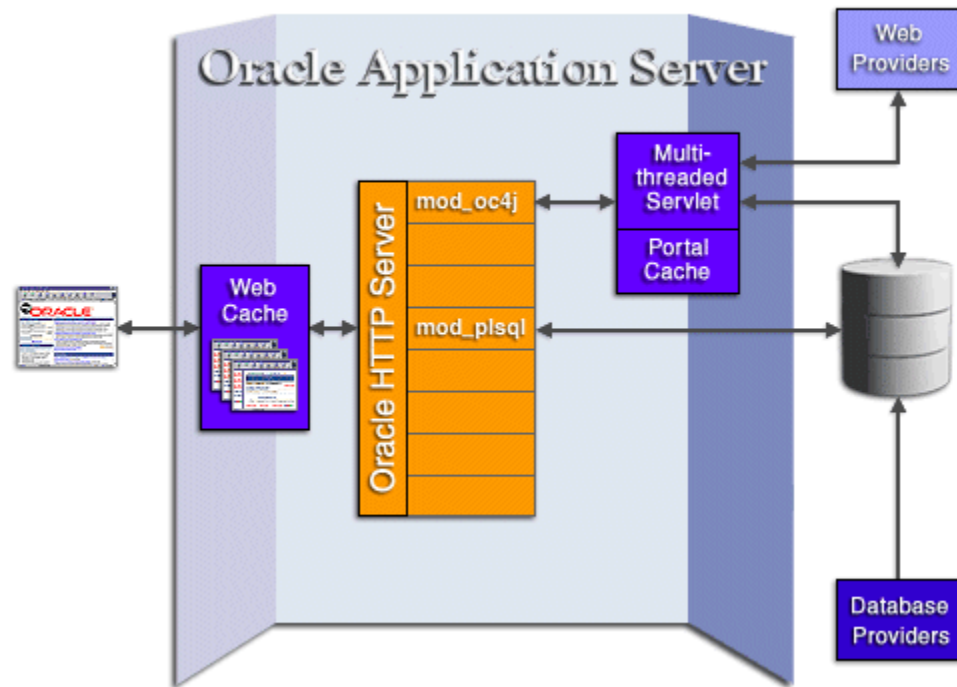 Oracle Application Server
Web
Providers
Multi-
threaded
Servlet
Portal
Cache
mod_oc4j
mod_plsql
Oracle HTTP Server
Web
Cache
ORACLE
Database
Providers